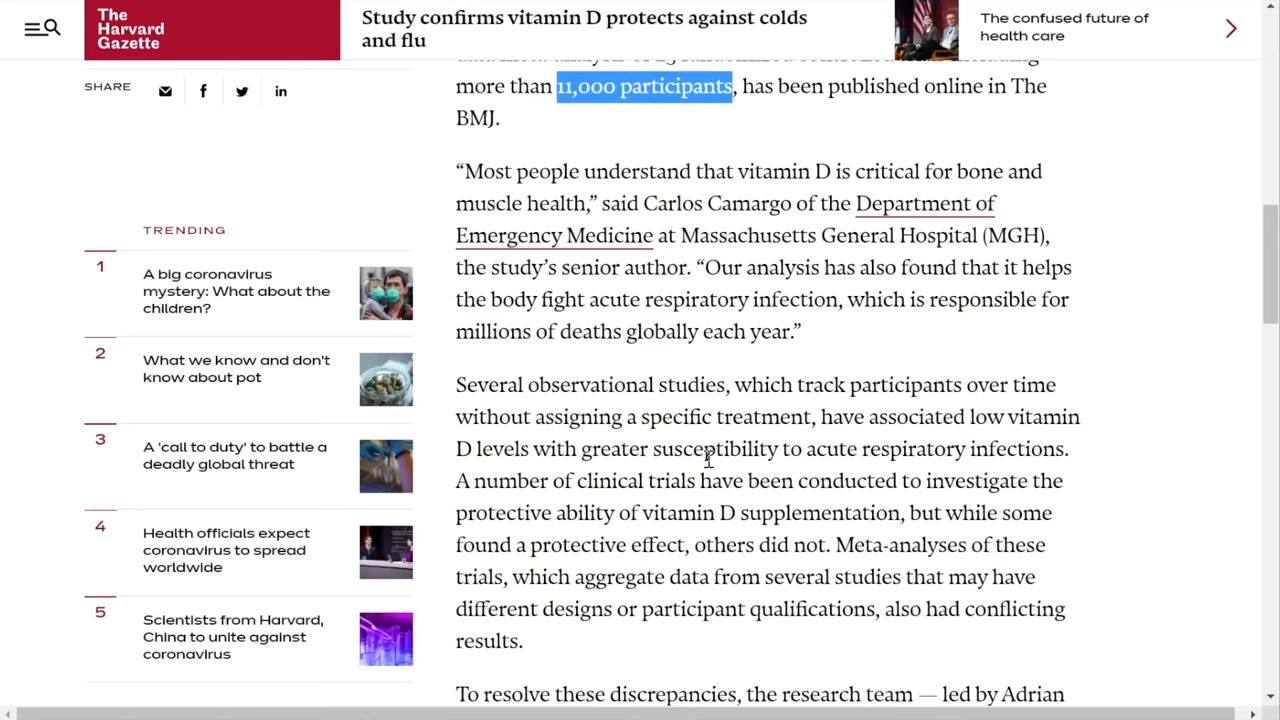 The
Harvard
Gazette
Study confirms vitamin D protects against colds
and flu
The confused future of
health care
SHARE
more than 11,000 participants, has been published online in The
BMJ.
“Most people understand that vitamin D is critical for bone and
muscle health,” said Carlos Camargo of the Department of
Emergency Medicine at Massachusetts General Hospital (MGH),
the study’s senior author. “Our analysis has also found that it helps
the body fight acute respiratory infection, which is responsible for
millions of deaths globally each year.”
Several observational studies, which track participants over time
without assigning a specific treatment, have associated low vitamin
D levels with greater susceptibility to acute respiratory infections.
A number of clinical trials have been conducted to investigate the
protective ability of vitamin D supplementation, but while some
found a protective effect, others did not. Meta-analyses of these
trials, which aggregate data from several studies that may have
different designs or participant qualifications, also had conflicting
results.
To resolve these discrepancies, the research team — led by Adrian
TRENDING
1
A big coronavirus
mystery: What about the
children?
2
What we know and don't
know about pot
3
A 'call to duty' to battle a
deadly global threat
4
Health officials expect
coronavirus to spread
worldwide
5
Scientists from Harvard,
China to unite against
coronavirus